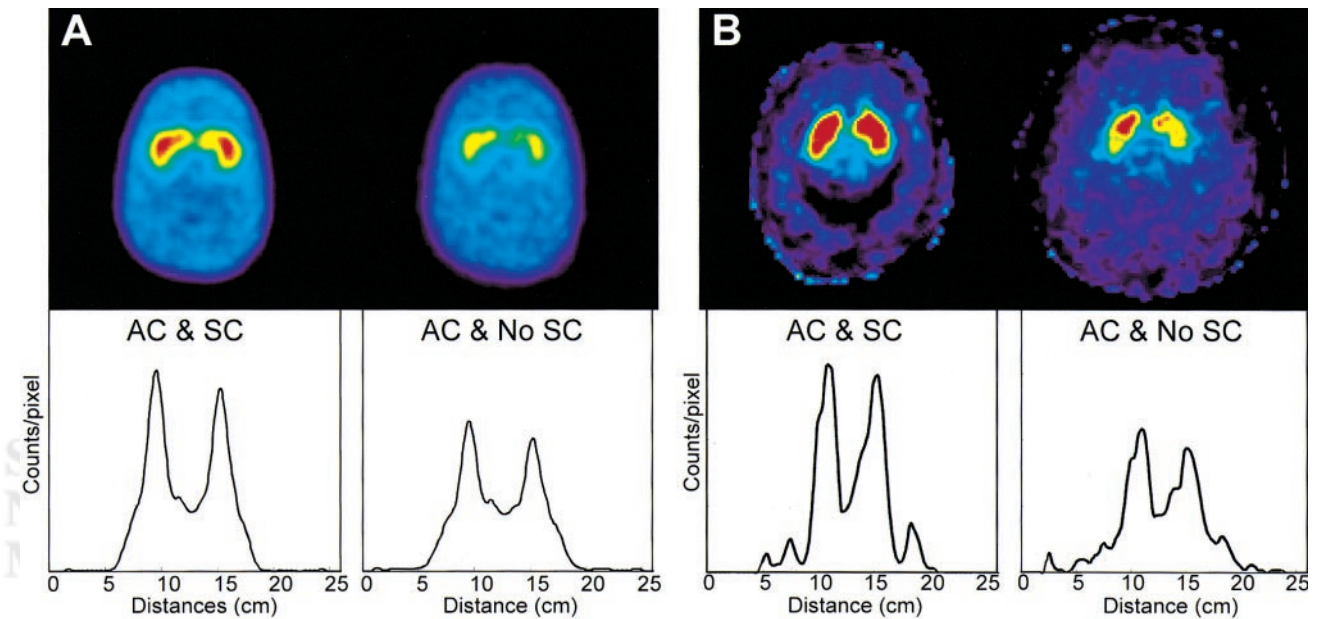 A
B
AC & SC
AC & No SC
AC & SC
AC & No SC
Counts/pixel
Counts/pixel
0 5 10 15 20 25
0 5 10 15 20 25
0 5 10 15 20 25
0 5 10 15 20 25
Distances (cm)
Distance (cm)
Distance (cm)
Distance (cm)